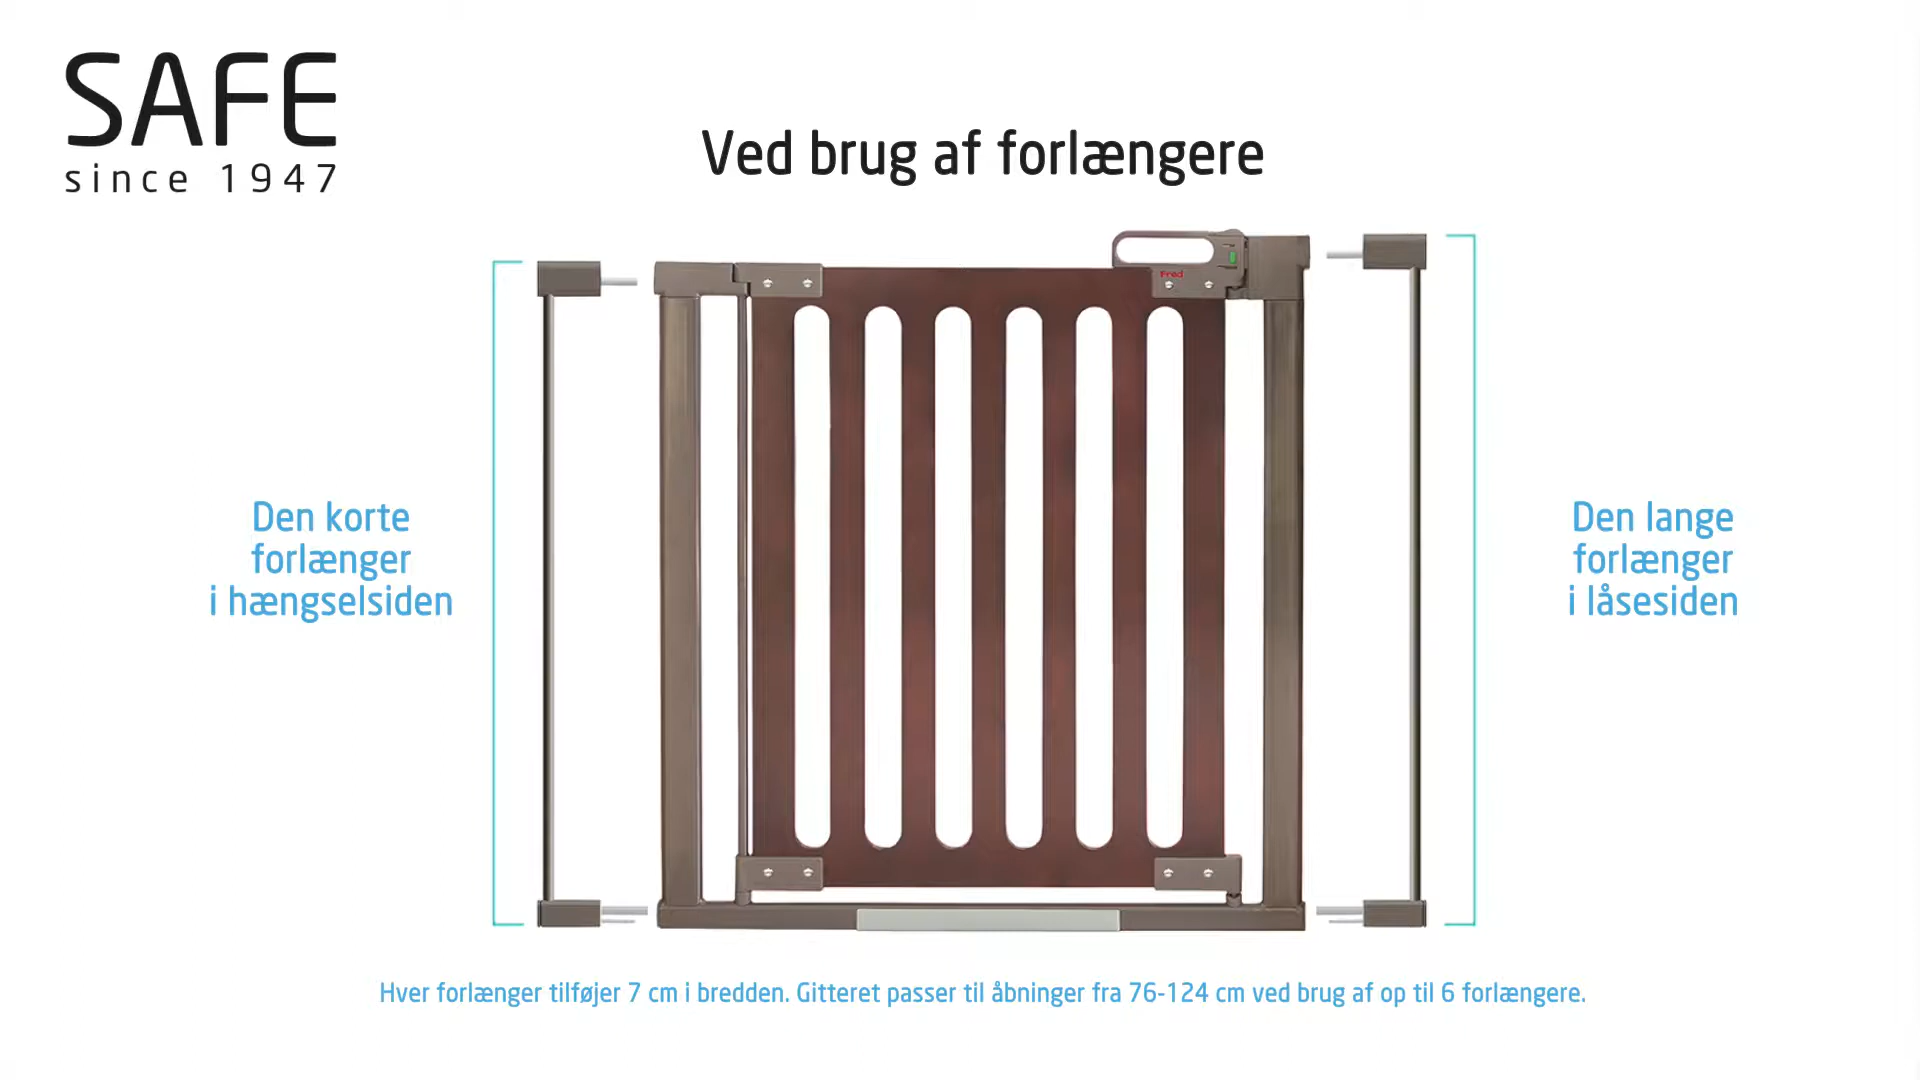 SAFE
since 1947
Ved brug af forlængere
Fred
Den korte
forlænger
i hængselsiden
Den lange
forlænger
i låsesiden
Hver forlænger tilføjer 7 cm i bredden. Gitteret passer til åbninger fra 76-124 cm ved brug af op til 6 forlængere.